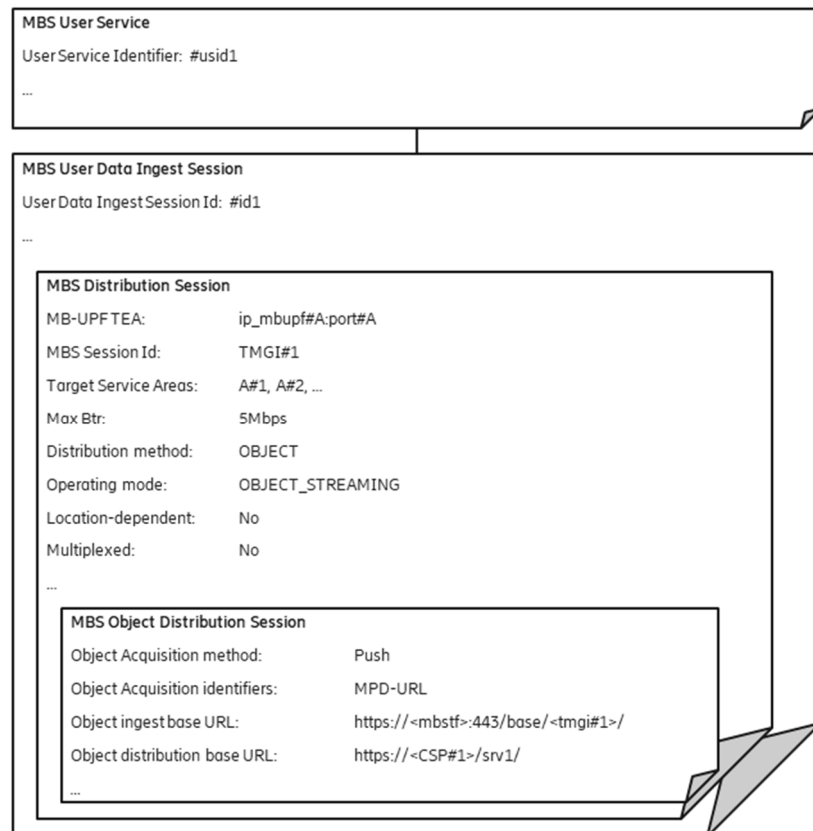 MBS User Service
User Service Identifier: #usid1
...
MBS User Data Ingest Session
User Data Ingest Session Id: #id1
...
MBS Distribution Session
MB-UPF TEA: ip_mbupf#A:port#A
MBS Session Id: TMGI#1
Target Service Areas: A#1, A#2, ...
Max Btr: 5Mbps
Distribution method: OBJECT
Operating mode: OBJECT_STREAMING
Location-dependent: No
Multiplexed: No
...
MBS Object Distribution Session
Object Acquisition method: Push
Object Acquisition identifiers: MPD-URL
Object ingest base URL: https://<mbstf>:443/base/<tmgi#1>/
Object distribution base URL: https://<CSP#1>/srv1/
...